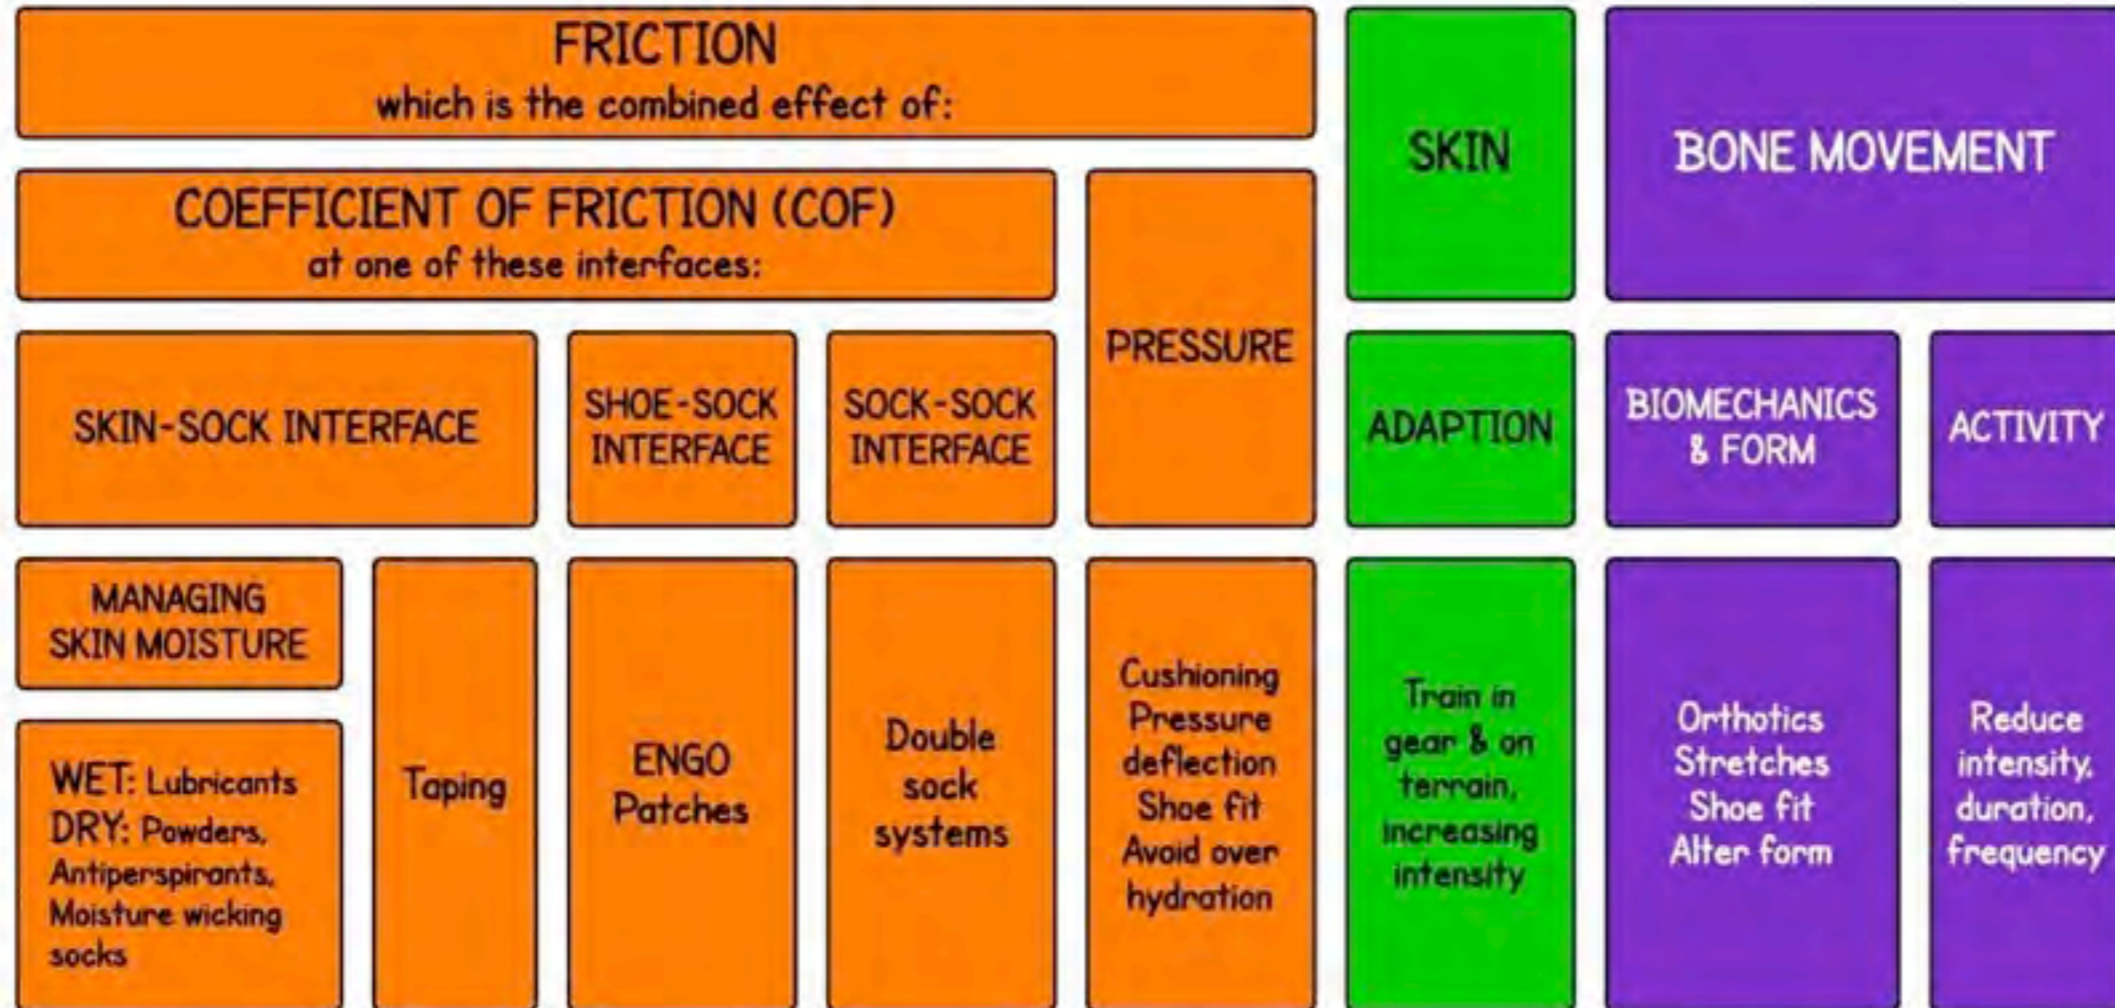 FRICTION
which is the combined effect of:
COEFFICIENT OF FRICTION (COF)
at one of these interfaces:
PRESSURE
SKIN-SOCK INTERFACE
SHOE-SOCK
INTERFACE
SOCK-SOCK
INTERFACE
MANAGING
SKIN MOISTURE
WET: Lubricants
DRY: Powders,
Antiperspirants,
Moisture wicking
socks
Taping
ENGO
Patches
Double
sock
systems
Cushioning
Pressure
deflection
Shoe fit
Avoid over
hydration
SKIN
ADAPTION
Train in
gear & on
terrain,
increasing
intensity
BONE MOVEMENT
BIOMECHANICS
& FORM
ACTIVITY
Orthotics
Stretches
Shoe fit
Alter form
Reduce
intensity,
duration,
frequency